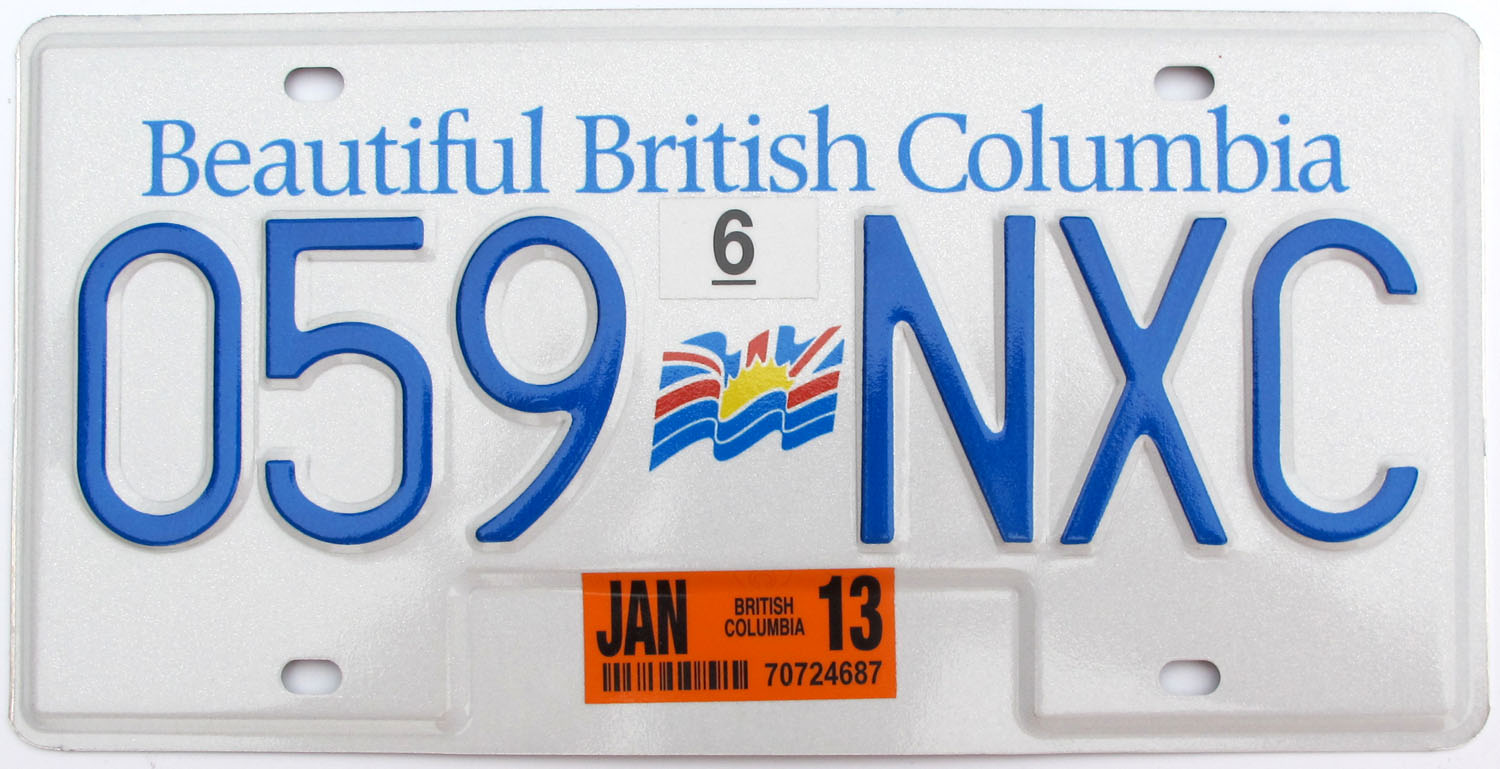 Beautiful British Columbia
6
059 NXC
JAN BRITISH COLUMBIA 13
70724687